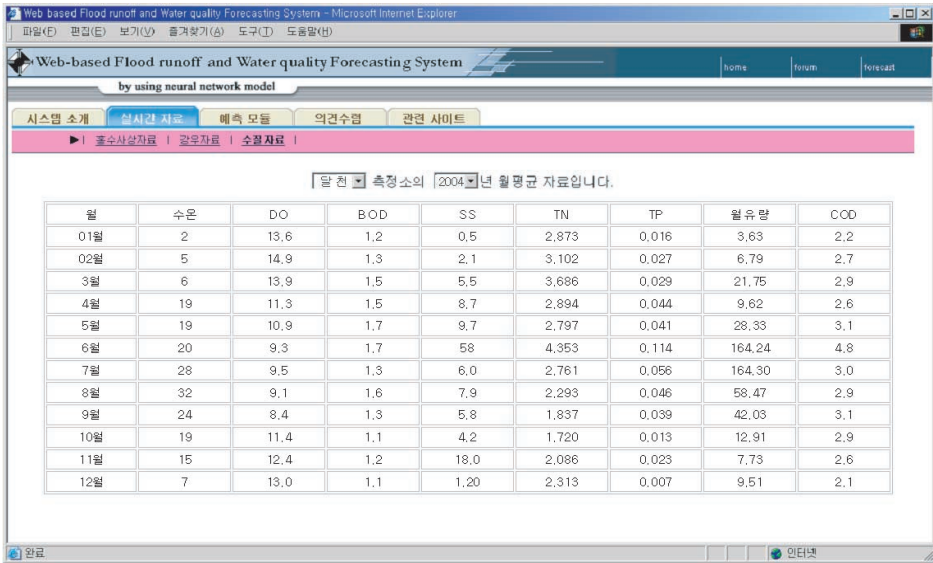 Web based Flood runoff and Water quality Forecasting System - Microsoft Internet Explorer
파일(F) 편집(E) 보기(V) 즐겨찾기(A) 도구(T) 도움말(H)
Web-based Flood runoff and Water quality Forecasting System home forum forecast
by using neural network model
시스템 소개 실시간 자료 예측 모듈 의견수렴 관련 사이트
▶| 홍수사상자료 | 강우자료 | 수질자료 |
달천 측정소의 2004 년 월평균 자료입니다.
월 수온 DO BOD SS TN TP 월유량 COD
01월 2 13.6 1.2 0.5 2.873 0.016 3.63 2.2
02월 5 14.9 1.3 2.1 3.102 0.027 6.79 2.7
3월 6 13.9 1.5 5.5 3.686 0.029 21.75 2.9
4월 19 11.3 1.5 8.7 2.894 0.044 9.62 2.6
5월 19 10.9 1.7 9.7 2.797 0.041 28.33 3.1
6월 20 9.3 1.7 58 4.353 0.114 164.24 4.8
7월 28 9.5 1.3 6.0 2.761 0.056 164.30 3.0
8월 32 9.1 1.6 7.9 2.293 0.046 58.47 2.9
9월 24 8.4 1.3 5.8 1.837 0.039 42.03 3.1
10월 19 11.4 1.1 4.2 1.720 0.013 12.91 2.9
11월 15 12.4 1.2 18.0 2.086 0.023 7.73 2.6
12월 7 13.0 1.1 1.20 2.313 0.007 9.51 2.1
완료 인터넷